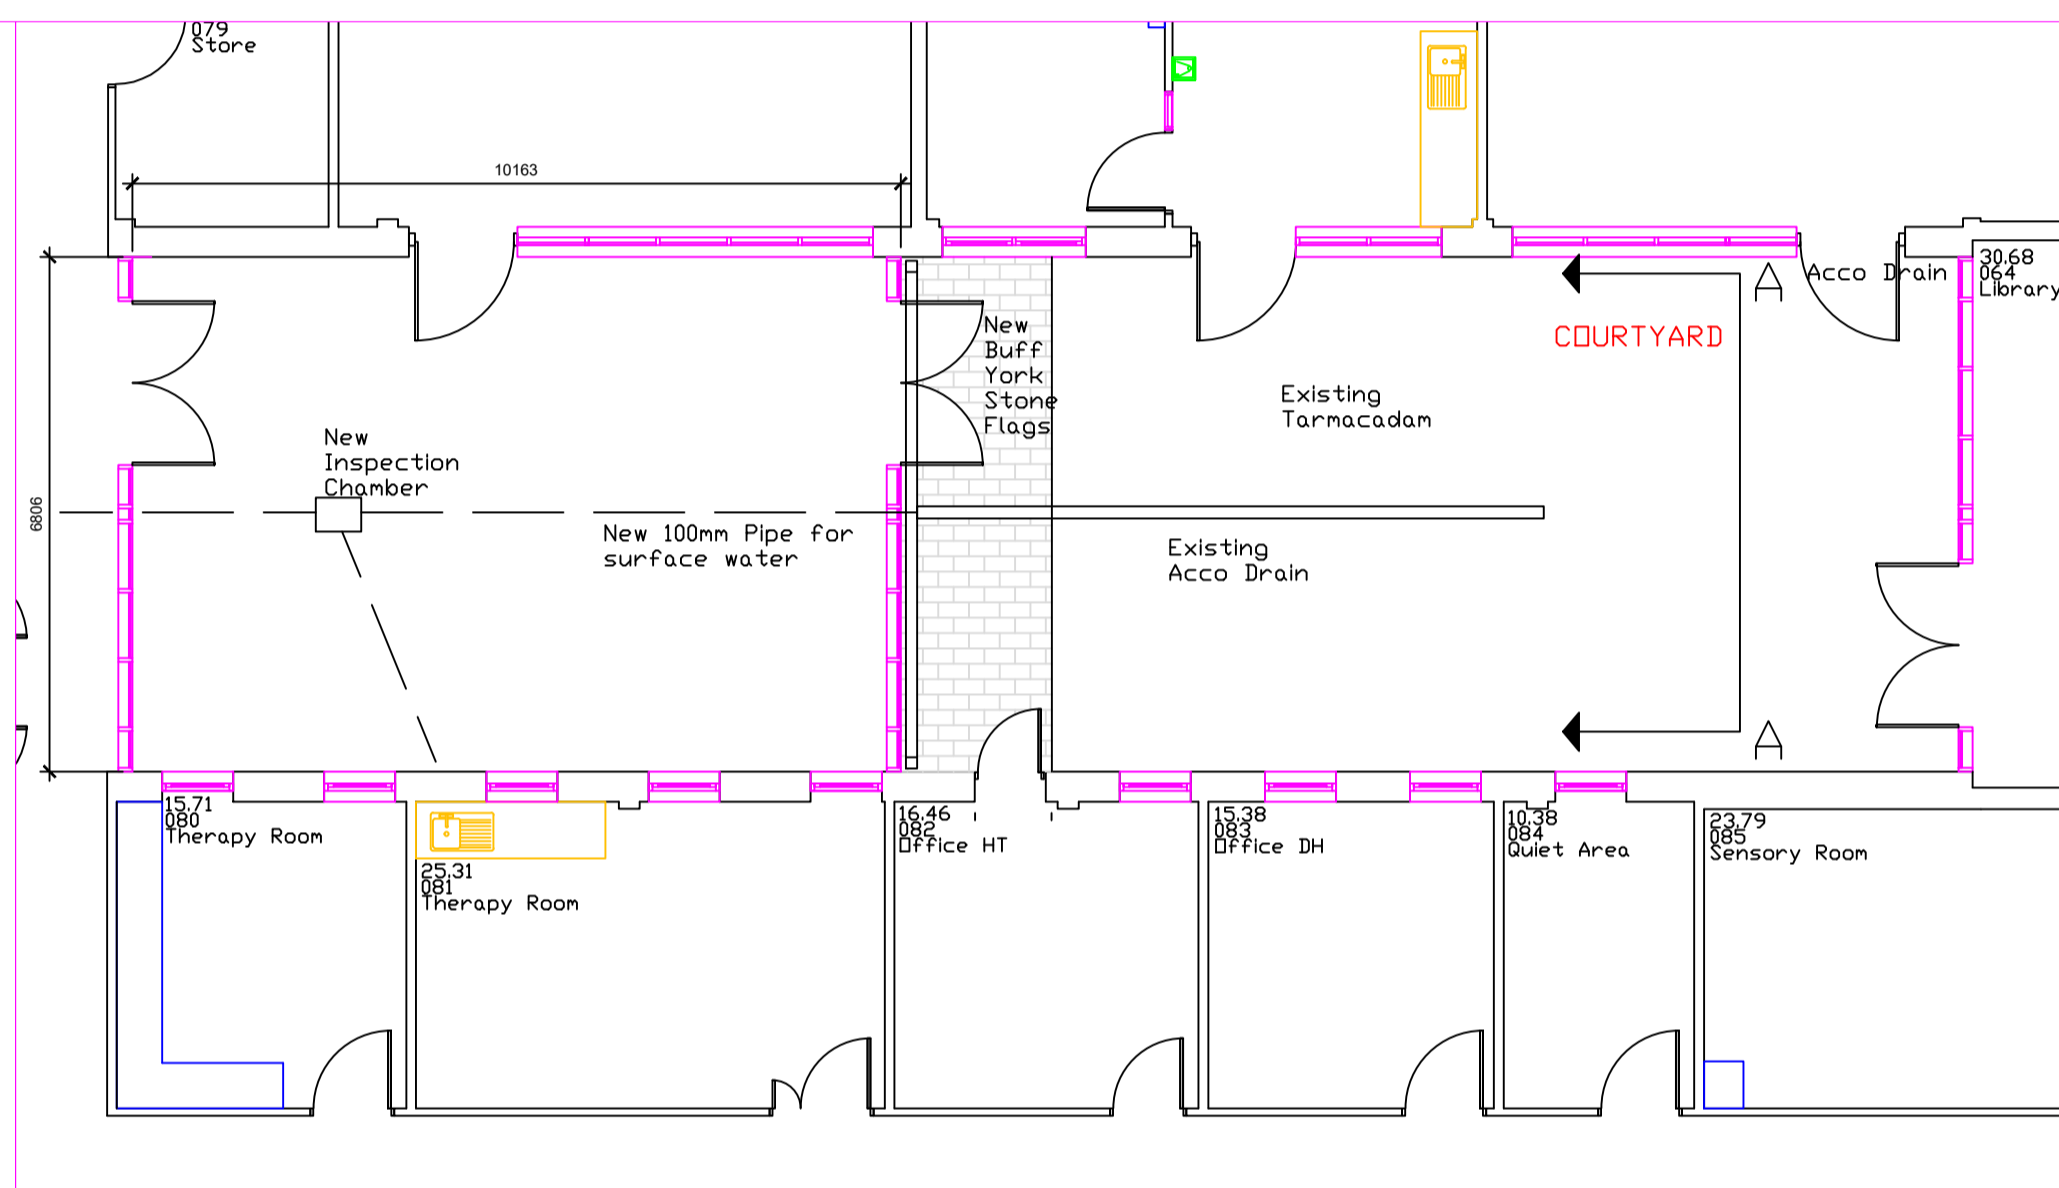 079
Store
10163
30.68
064
Library
A
Acco Drain
COURTYARD
New
Buff
York
Stone
Flags
Existing
Tarmacadam
New
Inspection
Chamber
6806
New 100mm Pipe for
surface water
Existing
Acco Drain
A
15.71
080
Therapy Room
25.31
081
Therapy Room
16.46
082
Office HT
15.38
083
Office DH
10.38
084
Quiet Area
23.79
085
Sensory Room